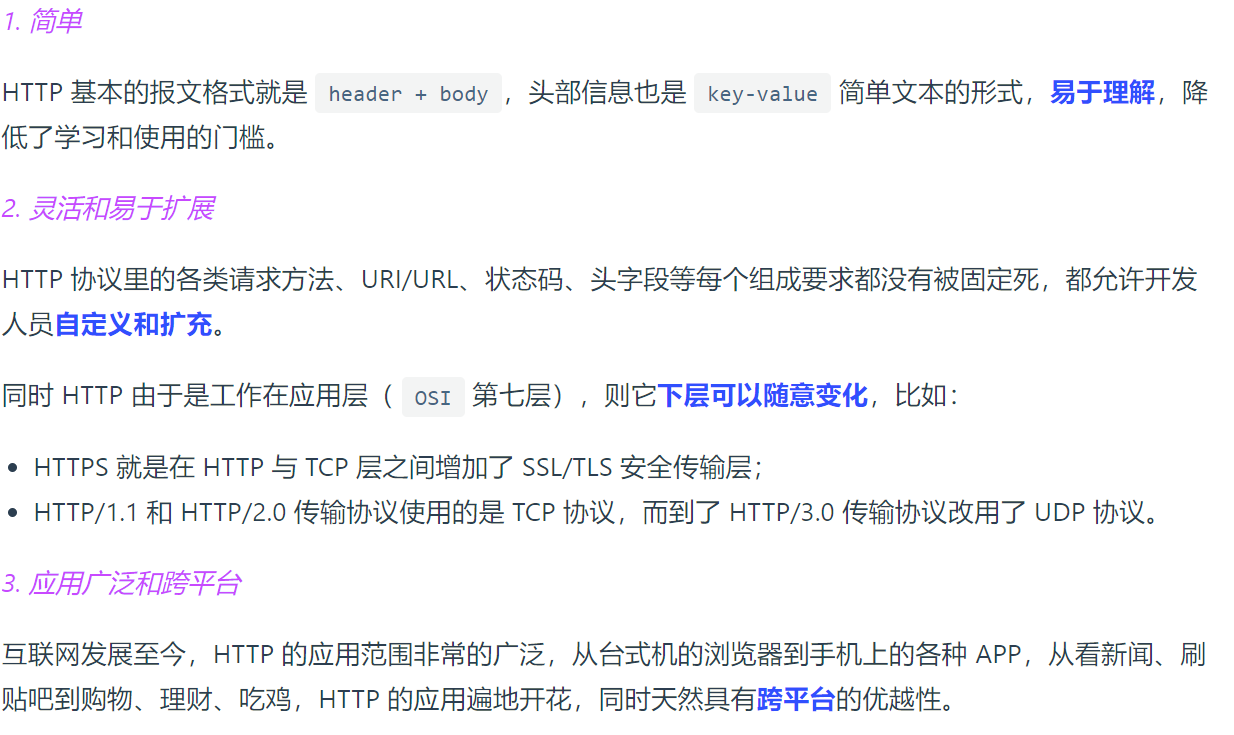 1. 简单
HTTP 基本的报文格式就是 header + body，头部信息也是 key-value 简单文本的形式，易于理解，降
低了学习和使用的门槛。
2. 灵活和易于扩展
HTTP 协议里的各类请求方法、URI/URL、状态码、头字段等每个组成要求都没有被固定死，都允许开发
人员自定义和扩充。
同时 HTTP 由于是工作在应用层（ OSI 第七层），则它下层可以随意变化，比如：
• HTTPS 就是在 HTTP 与 TCP 层之间增加了 SSL/TLS 安全传输层；
• HTTP/1.1 和 HTTP/2.0 传输协议使用的是 TCP 协议，而到了 HTTP/3.0 传输协议改用了 UDP 协议。
3. 应用广泛和跨平台
互联网发展至今，HTTP 的应用范围非常的广泛，从台式机的浏览器到手机上的各种 APP，从看新闻、刷
贴吧到购物、理财、吃鸡，HTTP 的应用遍地开花，同时天然具有跨平台的优越性。